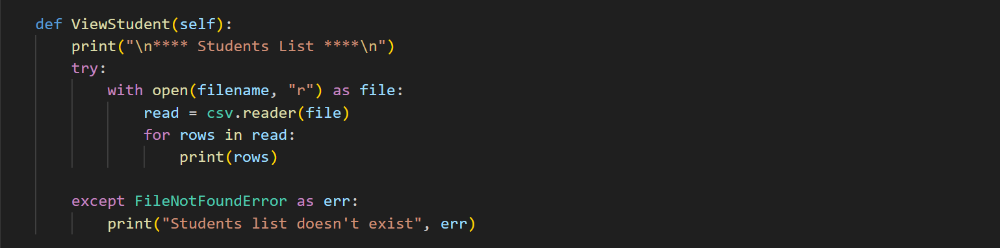 def ViewStudent(self):
print("\n**** Students List ****\n")
try:
with open(filename, "r") as file:
read = csv.reader(file)
for rows in read:
print(rows)
except FileNotFoundError as err:
print("Students list doesn't exist", err)